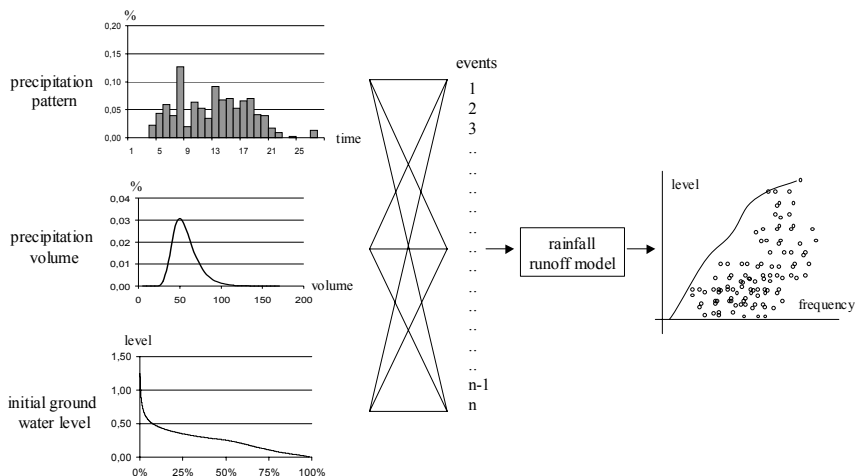 %
0,20
0,15
0,10
0,05
0,00
1 5 9 13 17 21 25
time
precipitation
pattern
%
0,04
0,03
0,02
0,01
0,00
0 50 100 150 200
volume
precipitation
volume
level
1,50
1,00
0,50
0,00
0% 25% 50% 75% 100%
initial ground
water level
events
1
2
3
..
..
..
..
..
..
..
..
..
..
..
..
n-1
n
rainfall
runoff model
level
frequency